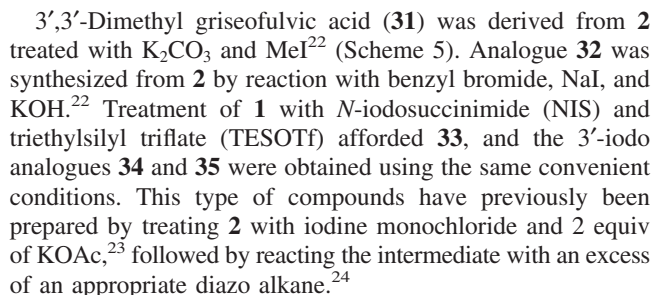 3′,3′-Dimethyl griseofulvic acid (31) was derived from 2
treated with K₂CO₃ and MeI²² (Scheme 5). Analogue 32 was
synthesized from 2 by reaction with benzyl bromide, NaI, and
KOH.²² Treatment of 1 with N-iodosuccinimide (NIS) and
triethylsilyl triflate (TESOTf) afforded 33, and the 3′-iodo
analogues 34 and 35 were obtained using the same convenient
conditions. This type of compounds have previously been
prepared by treating 2 with iodine monochloride and 2 equiv
of KOAc,²³ followed by reacting the intermediate with an excess
of an appropriate diazo alkane.²⁴